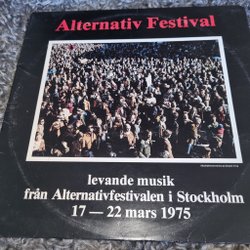 Alternativ Festival
levande musik
från Alternativfestivalen i Stockholm
17 — 22 mars 1975